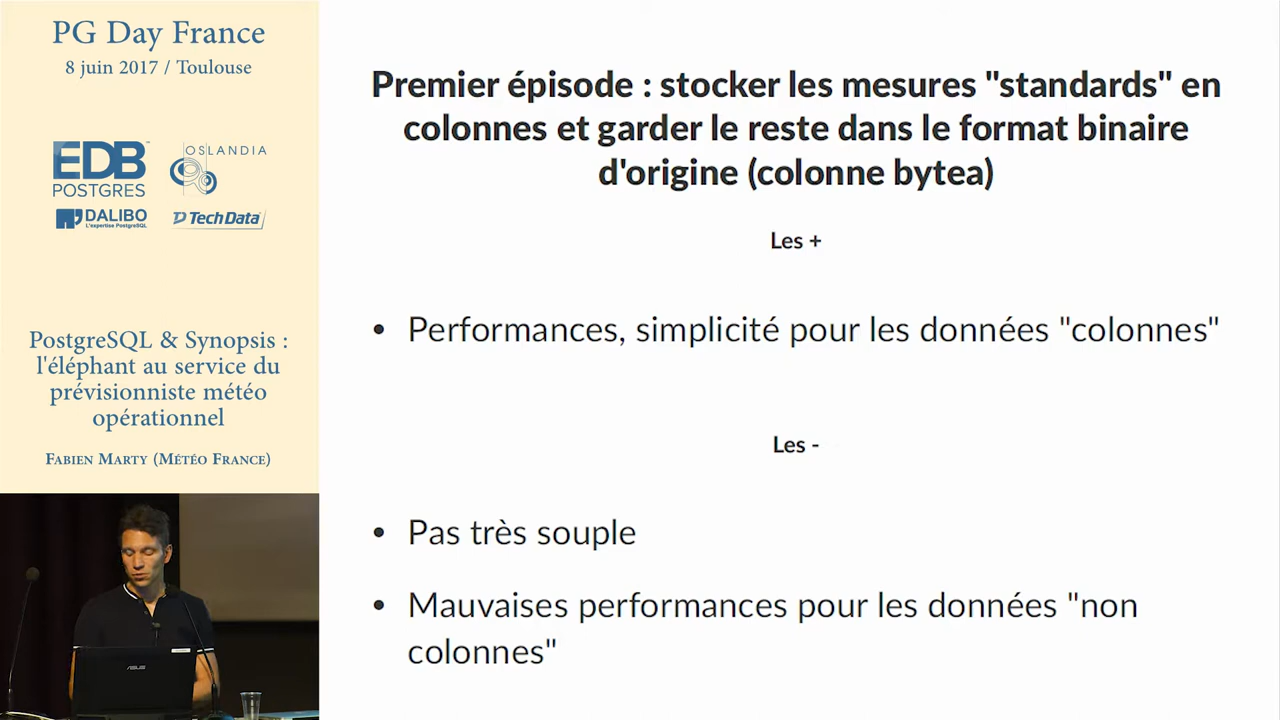 PG Day France
8 juin 2017 / Toulouse
EDB
POSTGRES
OSLANDIA
DALIBO
L'expertise PostgreSQL
TechData
PostgreSQL & Synopsis :
l'éléphant au service du
prévisionniste météo
opérationnel
Fabien Marty (Météo France)
ASUS
Premier épisode : stocker les mesures "standards" en
colonnes et garder le reste dans le format binaire
d'origine (colonne bytea)
Les +
• Performances, simplicité pour les données "colonnes"
Les -
• Pas très souple
• Mauvaises performances pour les données "non
colonnes"